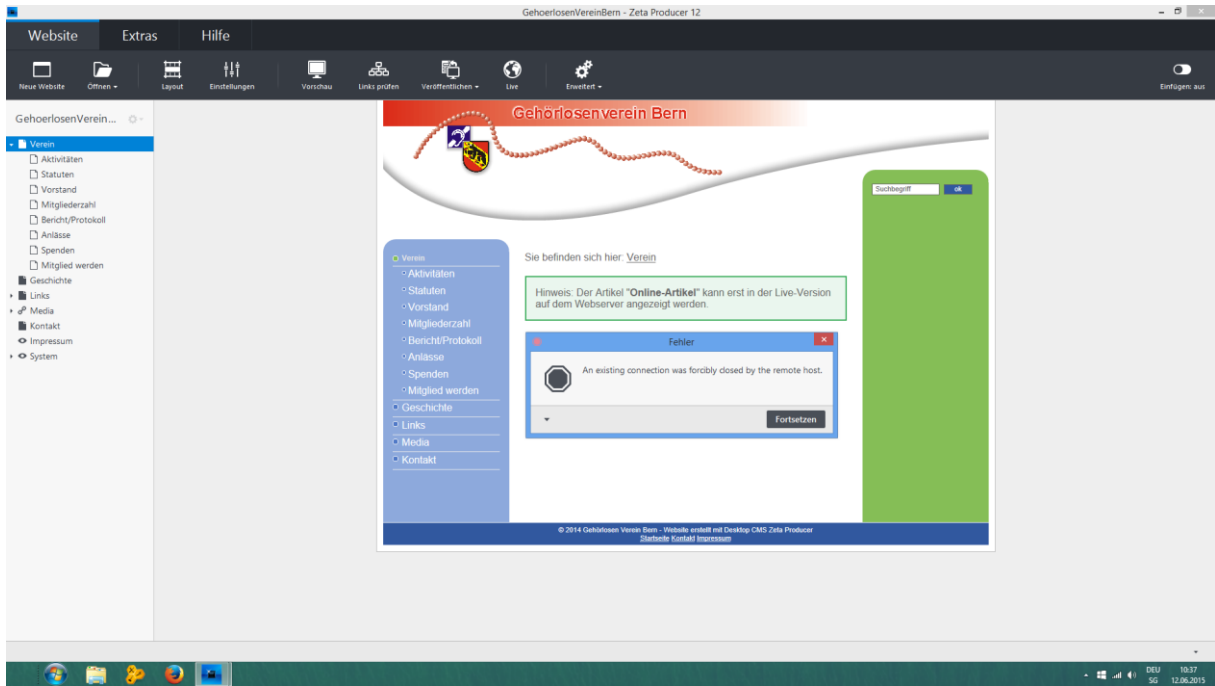 GehoerlosenVereinBern - Zeta Producer 12
Website Extras Hilfe
Neue Website Öffnen Layout Einstellungen Vorschau Links prüfen Veröffentlichen Live Erweitert Einfügen: aus
GehoerlosenVerein...
Verein
Aktivitäten
Statuten
Vorstand
Mitgliederzahl
Bericht/Protokoll
Anlässe
Spenden
Mitglied werden
Geschichte
Links
Media
Kontakt
Impressum
System
Gehörlosenverein Bern
Suchbegriff ok
Verein
Aktivitäten
Statuten
Vorstand
Mitgliederzahl
Bericht/Protokoll
Anlässe
Spenden
Mitglied werden
Geschichte
Links
Media
Kontakt
Sie befinden sich hier: Verein
Hinweis: Der Artikel "Online-Artikel" kann erst in der Live-Version
auf dem Webserver angezeigt werden.
Fehler
An existing connection was forcibly closed by the remote host.
Fortsetzen
© 2014 Gehörlosen Verein Bern - Website erstellt mit Desktop CMS Zeta Producer
Startseite Kontakt Impressum
DEU 10:37
SG 12.06.2015